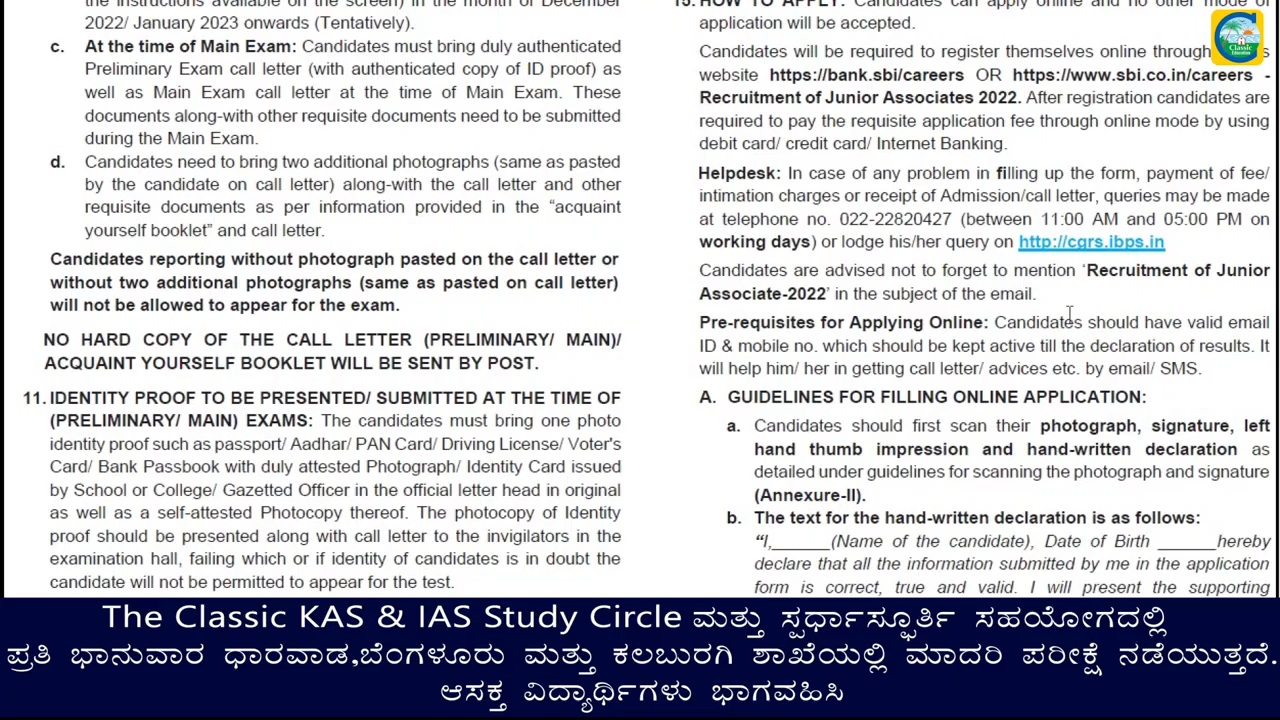 the instructions available on the screen) in the month of December
2022/ January 2023 onwards (Tentatively).
c. At the time of Main Exam: Candidates must bring duly authenticated
Preliminary Exam call letter (with authenticated copy of ID proof) as
well as Main Exam call letter at the time of Main Exam. These
documents along-with other requisite documents need to be submitted
during the Main Exam.
d. Candidates need to bring two additional photographs (same as pasted
by the candidate on call letter) along-with the call letter and other
requisite documents as per information provided in the “acquaint
yourself booklet” and call letter.
Candidates reporting without photograph pasted on the call letter or
without two additional photographs (same as pasted on call letter)
will not be allowed to appear for the exam.
NO HARD COPY OF THE CALL LETTER (PRELIMINARY/ MAIN)/
ACQUAINT YOURSELF BOOKLET WILL BE SENT BY POST.
11. IDENTITY PROOF TO BE PRESENTED/ SUBMITTED AT THE TIME OF
(PRELIMINARY/ MAIN) EXAMS: The candidates must bring one photo
identity proof such as passport/ Aadhar/ PAN Card/ Driving License/ Voter's
Card/ Bank Passbook with duly attested Photograph/ Identity Card issued
by School or College/ Gazetted Officer in the official letter head in original
as well as a self-attested Photocopy thereof. The photocopy of Identity
proof should be presented along with call letter to the invigilators in the
examination hall, failing which or if identity of candidates is in doubt the
candidate will not be permitted to appear for the test.
15. HOW TO APPLY: Candidates can apply online and no other mode of
application will be accepted.
Candidates will be required to register themselves online through
website https://bank.sbi/careers OR https://www.sbi.co.in/careers -
Recruitment of Junior Associates 2022. After registration candidates are
required to pay the requisite application fee through online mode by using
debit card/ credit card/ Internet Banking.
Helpdesk: In case of any problem in filling up the form, payment of fee/
intimation charges or receipt of Admission/call letter, queries may be made
at telephone no. 022-22820427 (between 11:00 AM and 05:00 PM on
working days) or lodge his/her query on http://cgrs.ibps.in
Candidates are advised not to forget to mention ‘Recruitment of Junior
Associate-2022’ in the subject of the email.
Pre-requisites for Applying Online: Candidates should have valid email
ID & mobile no. which should be kept active till the declaration of results. It
will help him/ her in getting call letter/ advices etc. by email/ SMS.
A. GUIDELINES FOR FILLING ONLINE APPLICATION:
a. Candidates should first scan their photograph, signature, left
hand thumb impression and hand-written declaration as
detailed under guidelines for scanning the photograph and signature
(Annexure-II).
b. The text for the hand-written declaration is as follows:
“I,______(Name of the candidate), Date of Birth ______hereby
declare that all the information submitted by me in the application
form is correct, true and valid. I will present the supporting
Classic
Education
The Classic KAS & IAS Study Circle ಮತ್ತು ಸ್ಪರ್ಧಾಸ್ಫೂರ್ತಿ ಸಹಯೋಗದಲ್ಲಿ
ಪ್ರತಿ ಭಾನುವಾರ ಧಾರವಾಡ,ಬೆಂಗಳೂರು ಮತ್ತು ಕಲಬುರಗಿ ಶಾಖೆಯಲ್ಲಿ ಮಾದರಿ ಪರೀಕ್ಷೆ ನಡೆಯುತ್ತದೆ.
ಆಸಕ್ತ ವಿದ್ಯಾರ್ಥಿಗಳು ಭಾಗವಹಿಸಿ